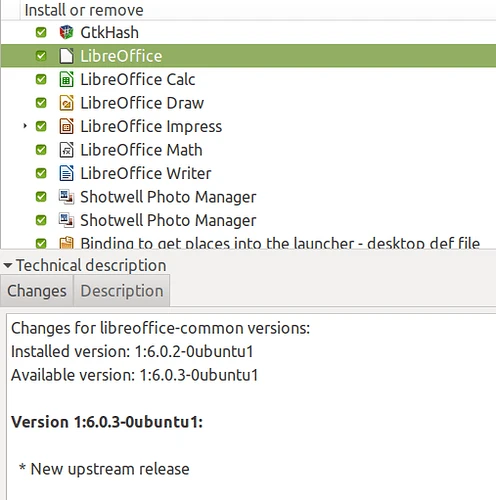 Install or remove
GtkHash
LibreOffice
LibreOffice Calc
LibreOffice Draw
LibreOffice Impress
LibreOffice Math
LibreOffice Writer
Shotwell Photo Manager
Shotwell Photo Manager
Binding to get places into the launcher - desktop def file
Technical description
Changes Description
Changes for libreoffice-common versions:
Installed version: 1:6.0.2-0ubuntu1
Available version: 1:6.0.3-0ubuntu1
Version 1:6.0.3-0ubuntu1:
* New upstream release